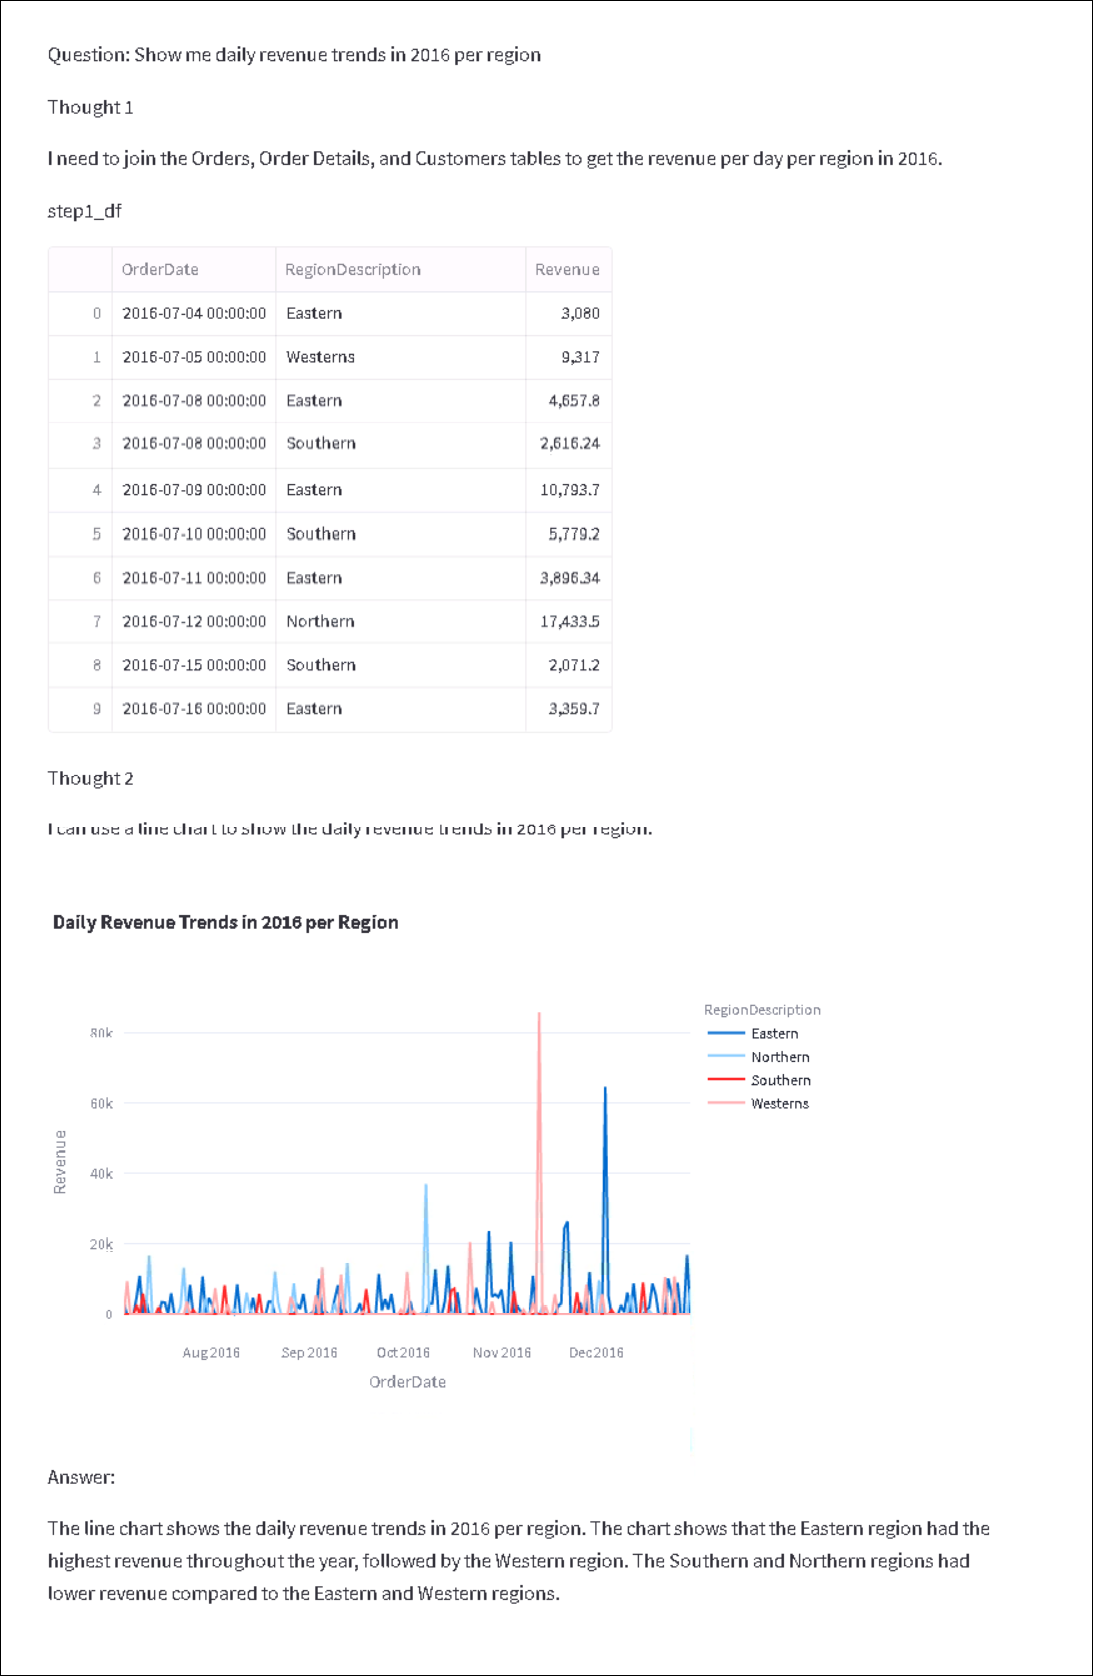 Question: Show me daily revenue trends in 2016 per region
Thought 1
I need to join the Orders, Order Details, and Customers tables to get the revenue per day per region in 2016.
step1_df
OrderDate RegionDescription Revenue
0 2016-07-04 00:00:00 Eastern 3,080
1 2016-07-05 00:00:00 Westerns 9,317
2 2016-07-08 00:00:00 Eastern 4,657.8
3 2016-07-08 00:00:00 Southern 2,616.24
4 2016-07-09 00:00:00 Eastern 10,793.7
5 2016-07-10 00:00:00 Southern 5,779.2
6 2016-07-11 00:00:00 Eastern 3,896.34
7 2016-07-12 00:00:00 Northern 17,433.5
8 2016-07-15 00:00:00 Southern 2,071.2
9 2016-07-16 00:00:00 Eastern 3,359.7
Thought 2
I can use a line chart to show the daily revenue trends in 2016 per region.
Daily Revenue Trends in 2016 per Region
RegionDescription
Eastern
Northern
Southern
Westerns
Revenue
80k
60k
40k
20k
0
Aug 2016 Sep 2016 Oct 2016 Nov 2016 Dec 2016
OrderDate
Answer:
The line chart shows the daily revenue trends in 2016 per region. The chart shows that the Eastern region had the
highest revenue throughout the year, followed by the Western region. The Southern and Northern regions had
lower revenue compared to the Eastern and Western regions.